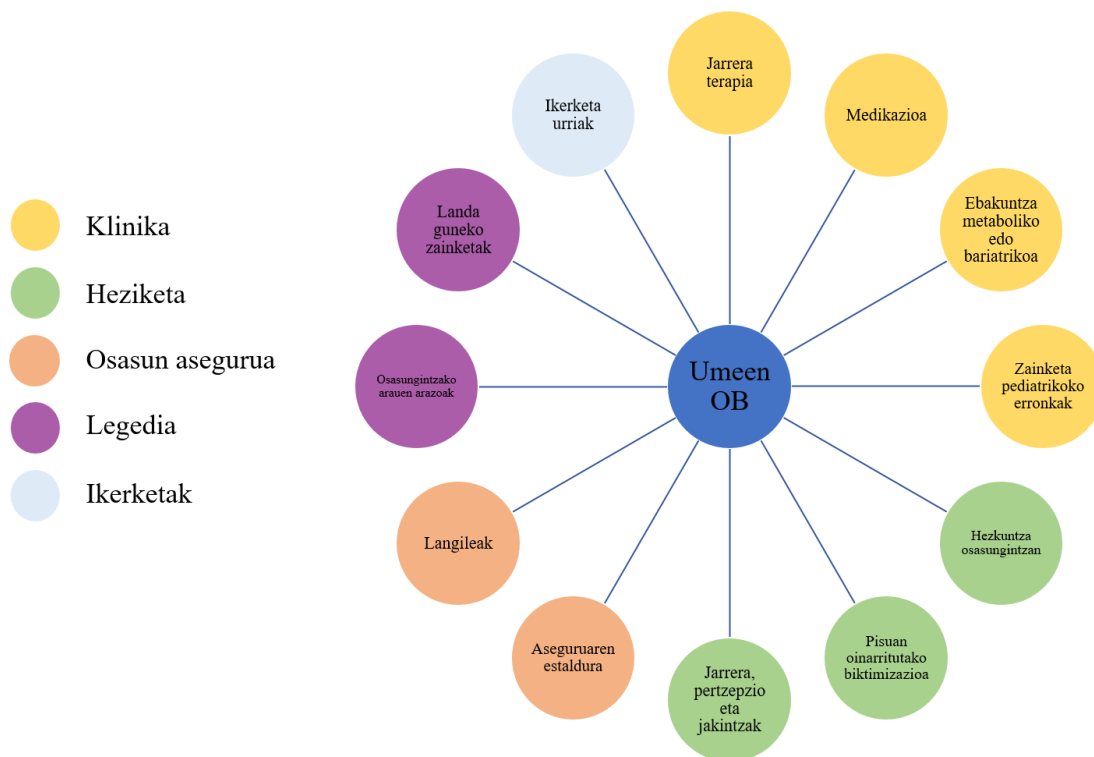 Klinika
Heziketa
Osasun asegurua
Legedia
Ikerketak
Umeen
OB
Jarrera
terapia
Medikazioa
Ebakuntza
metaboliko
edo
bariatrikoa
Zainketa
pediatrikoko
erronkak
Hezkuntza
osasungintzan
Pisuan
oinarritutako
biktimizazioa
Jarrera,
pertzepzio
eta
jakintzak
Aseguruaren
estaldura
Langileak
Osasungintzako
arauen arazoak
Landa
guneko
zainketak
Ikerketa
urriak